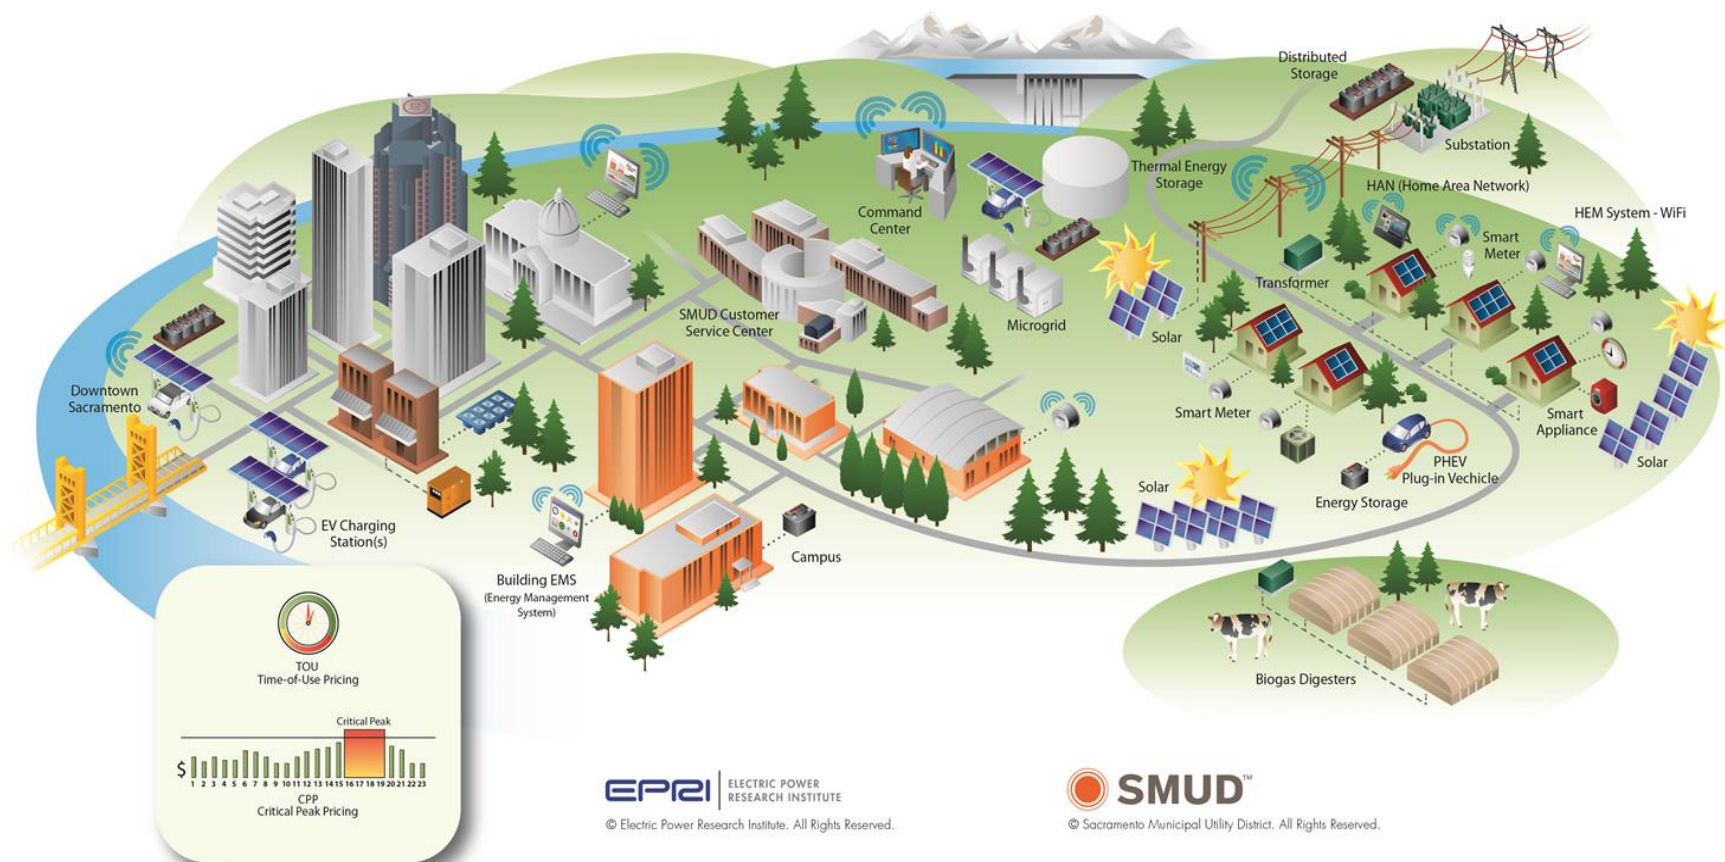 Distributed
Storage
Substation
Thermal Energy
Storage
HAN (Home Area Network)
HEM System - WiFi
Command
Center
Smart
Meter
Transformer
SMUD Customer
Service Center
Microgrid
Solar
Downtown
Sacramento
Smart Meter
Smart
Appliance
Solar
PHEV
Plug-in Vechicle
Energy Storage
Solar
EV Charging
Station(s)
Campus
Building EMS
(Energy Management
System)
Biogas Digesters
TOU
Time-of-Use Pricing
Critical Peak
$
1 2 3 4 5 6 7 8 9 10 11 12 13 14 15 16 17 18 19 20 21 22 23
CPP
Critical Peak Pricing
EPRI
ELECTRIC POWER
RESEARCH INSTITUTE
© Electric Power Research Institute. All Rights Reserved.
SMUD™
© Sacramento Municipal Utility District. All Rights Reserved.